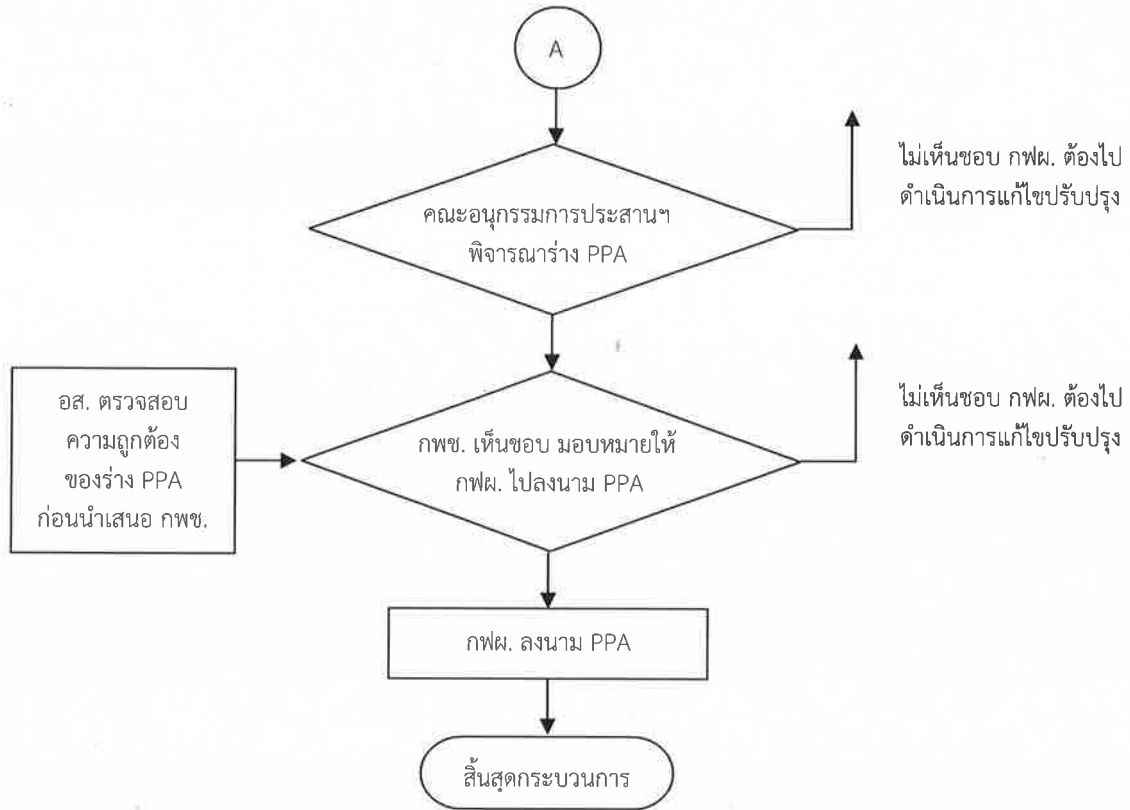 A
ไม่เห็นชอบ กฟผ. ต้องไป
ดำเนินการแก้ไขปรับปรุง
คณะอนุกรรมการประสานฯ
พิจารณาร่าง PPA
อส. ตรวจสอบ
ความถูกต้อง
ของร่าง PPA
ก่อนนำเสนอ กพช.
กพช. เห็นชอบ มอบหมายให้
กฟผ. ไปลงนาม PPA
ไม่เห็นชอบ กฟผ. ต้องไป
ดำเนินการแก้ไขปรับปรุง
กฟผ. ลงนาม PPA
สิ้นสุดกระบวนการ